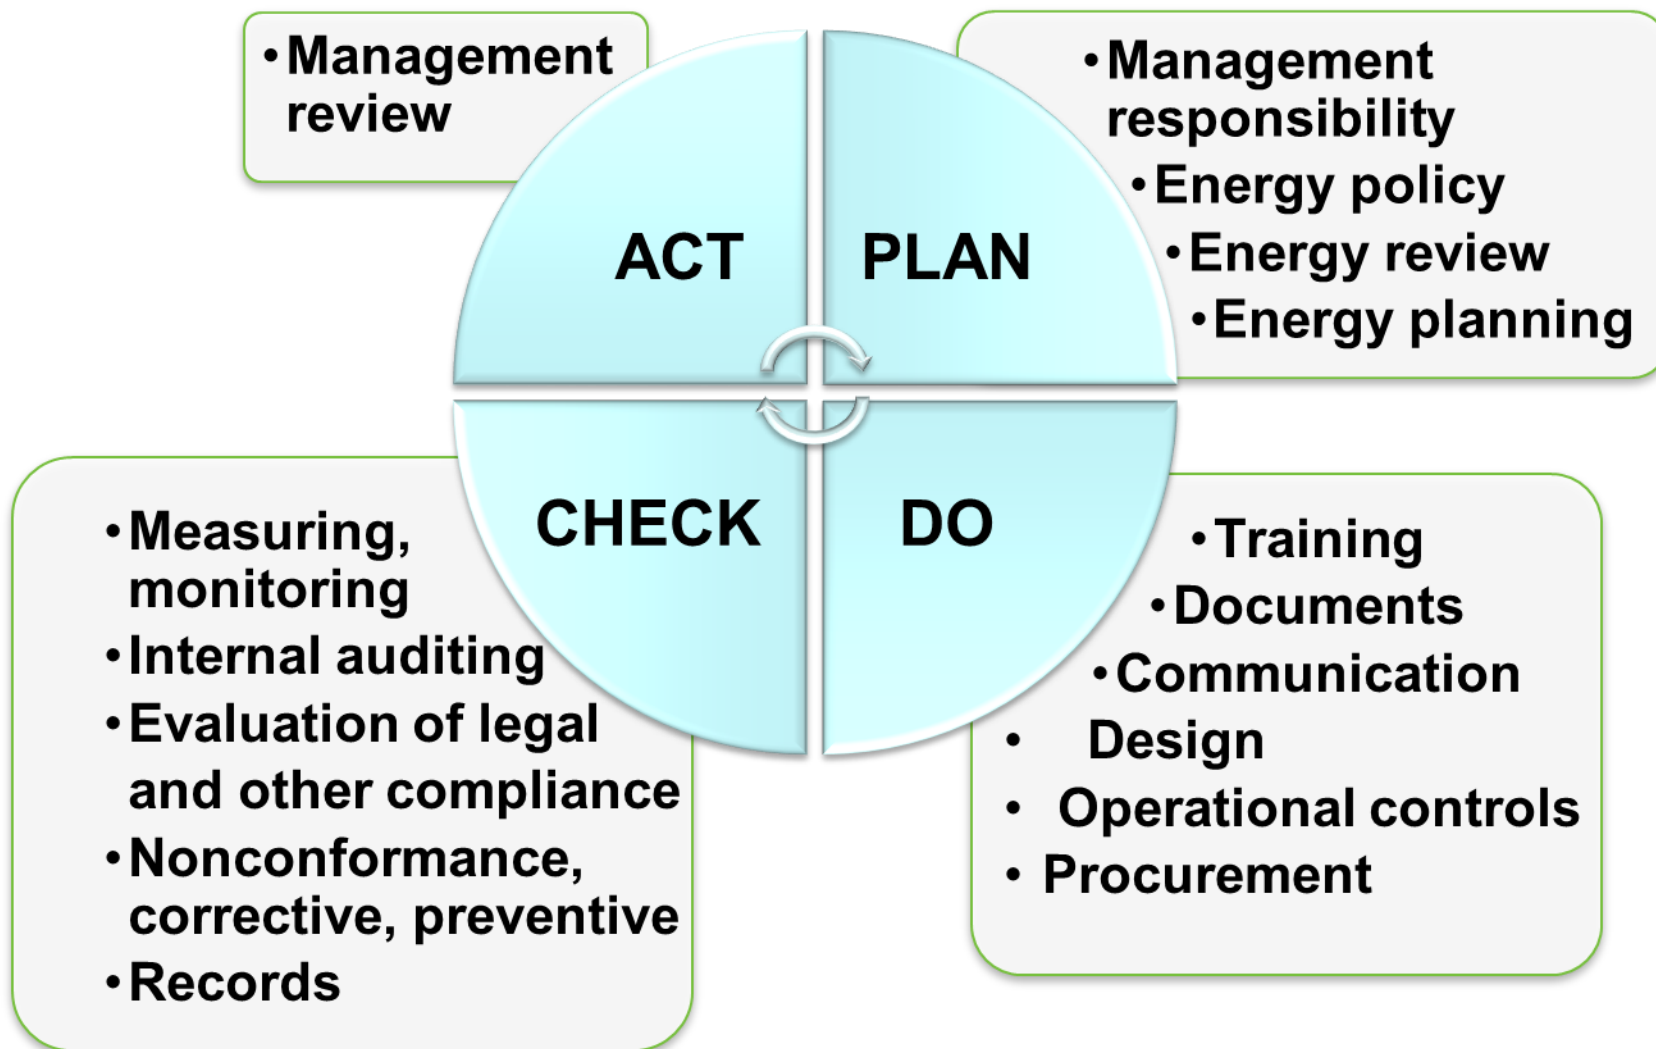 • Management
review
ACT
PLAN
• Management
responsibility
• Energy policy
• Energy review
• Energy planning
CHECK
DO
• Measuring,
monitoring
• Internal auditing
• Evaluation of legal
and other compliance
• Nonconformance,
corrective, preventive
• Records
• Training
• Documents
• Communication
• Design
• Operational controls
• Procurement